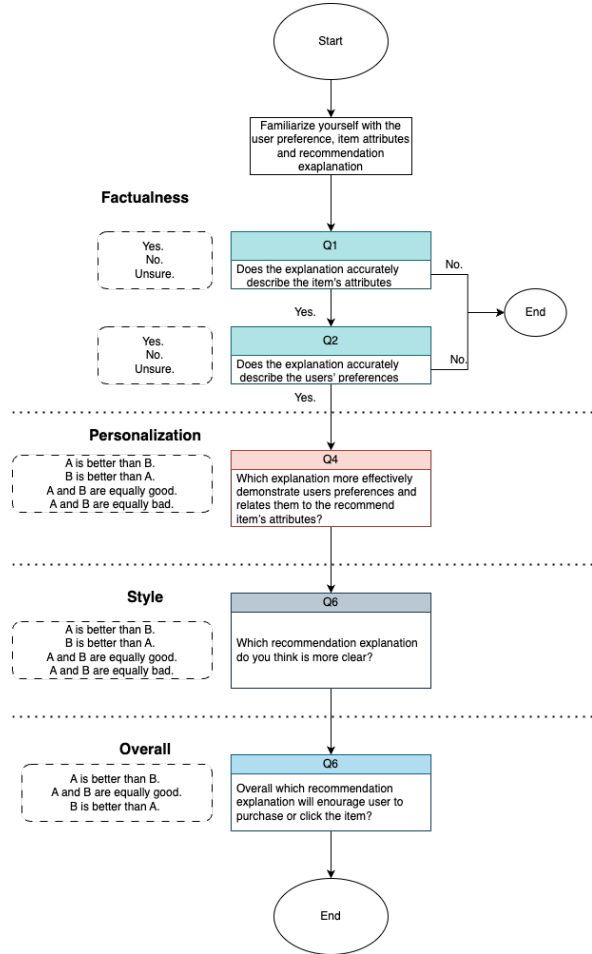 Start
Familiarize yourself with the
user preference, item attributes
and recommendation
exaplanation
Factualness
Yes.
No.
Unsure.
Q1
Does the explanation accurately
describe the item's attributes
No.
Yes.
End
Yes.
No.
Unsure.
Q2
Does the explanation accurately
describe the users' preferences
No.
Yes.
Personalization
A is better than B.
B is better than A.
A and B are equally good.
A and B are equally bad.
Q4
Which explanation more effectively
demonstrate users preferences and
relates them to the recommend
item's attributes?
Style
A is better than B.
B is better than A.
A and B are equally good.
A and B are equally bad.
Q6
Which recommendation explanation
do you think is more clear?
Overall
A is better than B.
A and B are equally good.
B is better than A.
Q6
Overall which recommendation
explanation will enourage user to
purchase or click the item?
End